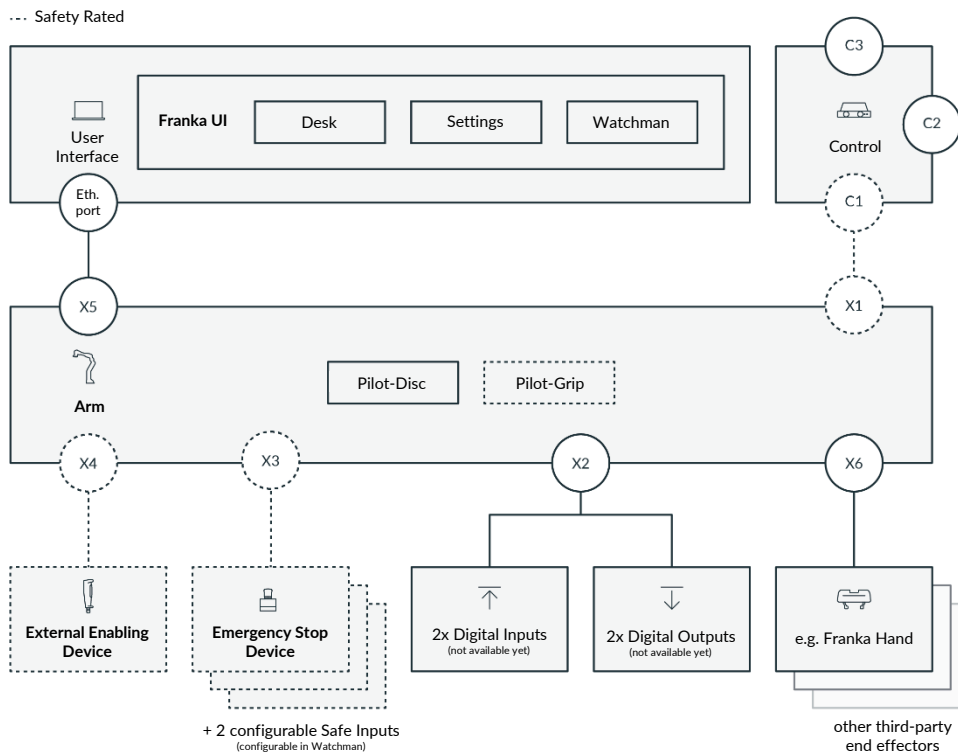 Safety Rated
C3
Franka UI
Desk
Settings
Watchman
C2
User
Interface
Control
Eth.
port
C1
X5
X1
Pilot-Disc
Pilot-Grip
Arm
X4
X3
X2
X6
External Enabling
Device
Emergency Stop
Device
2x Digital Inputs
(not available yet)
2x Digital Outputs
(not available yet)
e.g. Franka Hand
+ 2 configurable Safe Inputs
(configurable in Watchman)
other third-party
end effectors